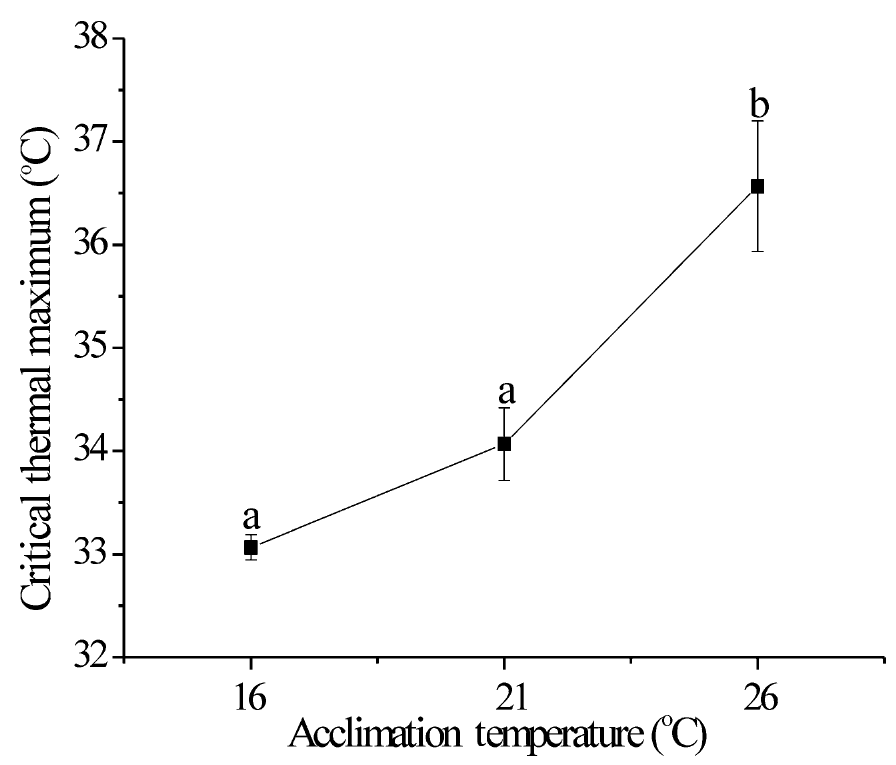 38
37
36
35
34
33
32
Critical thermal maximum (°C)
b
a
a
16 21 26
Acclimation temperature (°C)